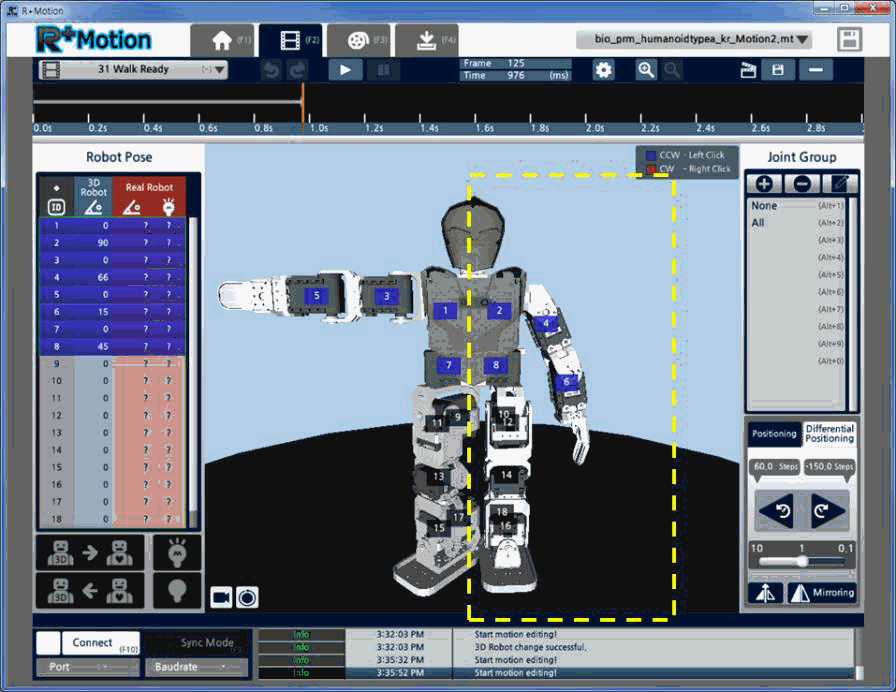 R+Motion
R+Motion
(F1)
(F2)
(F3)
(F4)
bio_prm_humanoidtypea_kr_Motion2.mt
31 Walk Ready
(-)
Frame 125
Time 976 (ms)
0.0s 0.2s 0.4s 0.6s 0.8s 1.0s 1.2s 1.4s 1.6s 1.8s 2.0s 2.2s 2.4s 2.6s 2.8s
Robot Pose
3D Robot
Real Robot
ID
1 0 ? ?
2 90 ? ?
3 0 ? ?
4 66 ? ?
5 0 ? ?
6 15 ? ?
7 0 ? ?
8 45 ? ?
9 0 ? ?
10 0 ? ?
11 0 ? ?
12 0 ? ?
13 0 ? ?
14 0 ? ?
15 0 ? ?
16 0 ? ?
17 0 ? ?
18 0 ? ?
3D
3D
CCW - Left Click
CW - Right Click
5 3 1 2 4
7 8 6
11 9 10 12
13 14
17 18
15 16
Joint Group
None (Alt+1)
All (Alt+2)
(Alt+3)
(Alt+4)
(Alt+5)
(Alt+6)
(Alt+7)
(Alt+8)
(Alt+9)
(Alt+0)
Positioning
Differential
Positioning
60.0 Steps
-150.0 Steps
10 1 0.1
Mirroring
Connect (F10)
Sync Mode
Port
Baudrate
Info 3:32:03 PM Start motion editing!
Info 3:32:03 PM 3D Robot change successful.
Info 3:35:32 PM Start motion editing!
Info 3:35:52 PM Start motion editing!